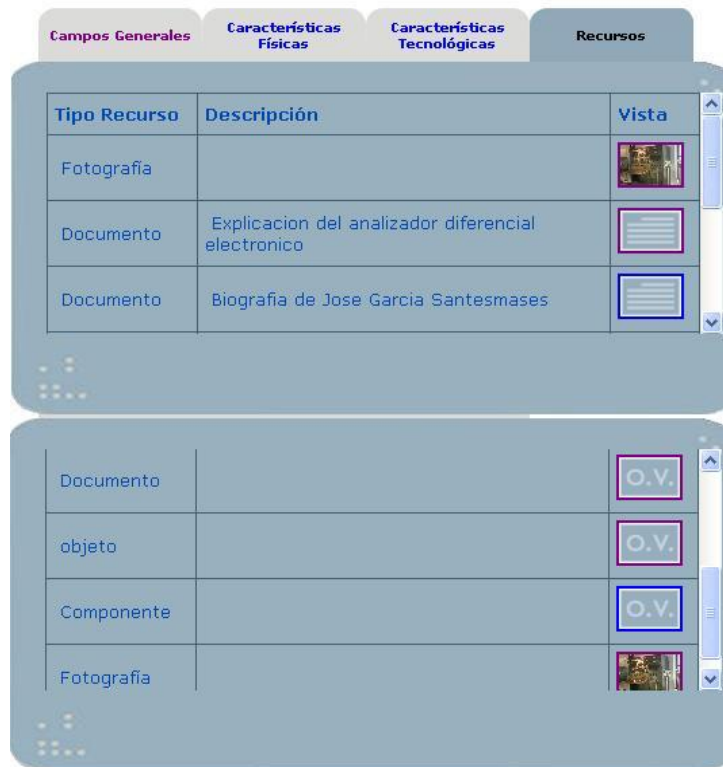 Campos Generales
Características
Físicas
Características
Tecnológicas
Recursos
Tipo Recurso Descripción Vista
Fotografía
Documento Explicacion del analizador diferencial
electronico
Documento Biografia de Jose Garcia Santesmases
Documento O.V.
objeto O.V.
Componente O.V.
Fotografía